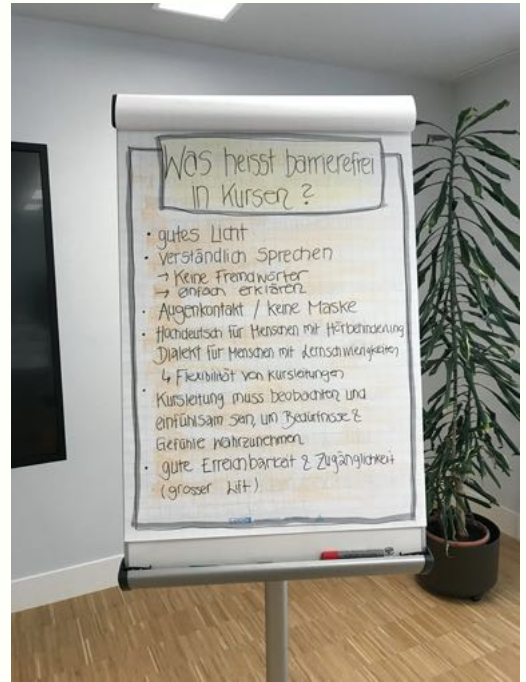 Was heisst barrierefrei
in Kursen ?
• gutes Licht
• verständlich Sprechen
→ Keine Fremdwörter
→ einfach erklären
• Augenkontakt / keine Maske
• Hochdeutsch für Menschen mit Hörbehinderung
Dialekt für Menschen mit Lernschwierigkeiten
↳ Flexibilität von Kursleitungen
• Kursleitung muss beobachten und
einfühlsam sein, um Bedürfnisse &
Gefühle wahrzunehmen
• gute Erreichbarkeit & Zugänglichkeit
(grosser Lift)